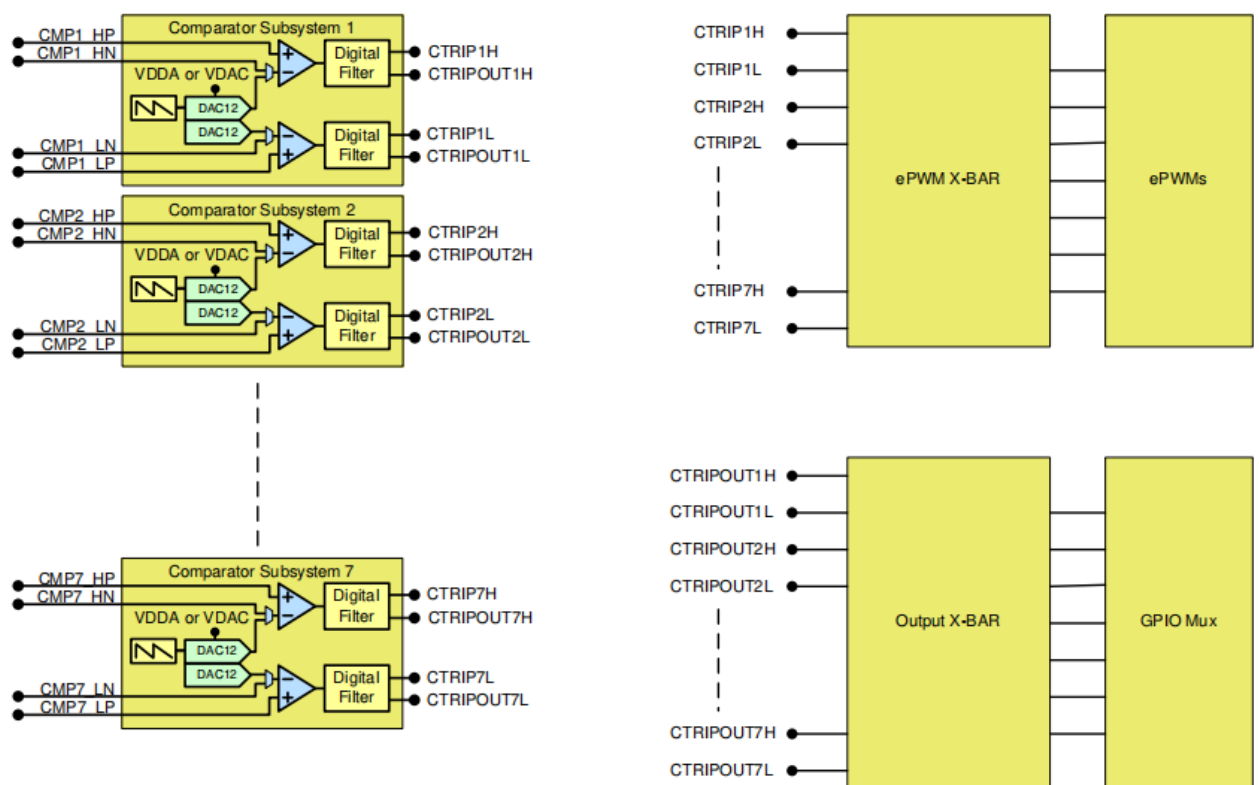 Comparator Subsystem 1
CMP1_HP
CMP1_HN
VDDA or VDAC
DAC12
DAC12
CMP1_LN
CMP1_LP
Digital
Filter
Digital
Filter
CTRIP1H
CTRIPOUT1H
CTRIP1L
CTRIPOUT1L
Comparator Subsystem 2
CMP2_HP
CMP2_HN
VDDA or VDAC
DAC12
DAC12
CMP2_LN
CMP2_LP
Digital
Filter
Digital
Filter
CTRIP2H
CTRIPOUT2H
CTRIP2L
CTRIPOUT2L
Comparator Subsystem 7
CMP7_HP
CMP7_HN
VDDA or VDAC
DAC12
DAC12
CMP7_LN
CMP7_LP
Digital
Filter
Digital
Filter
CTRIP7H
CTRIPOUT7H
CTRIP7L
CTRIPOUT7L
CTRIP1H
CTRIP1L
CTRIP2H
CTRIP2L
CTRIP7H
CTRIP7L
ePWM X-BAR
ePWMs
CTRIPOUT1H
CTRIPOUT1L
CTRIPOUT2H
CTRIPOUT2L
CTRIPOUT7H
CTRIPOUT7L
Output X-BAR
GPIO Mux